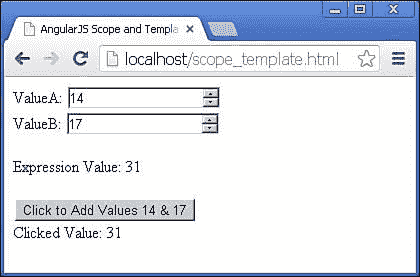 AngularJS Scope and Templa
localhost/scope_template.html
ValueA: 14
ValueB: 17
Expression Value: 31
Click to Add Values 14 & 17
Clicked Value: 31